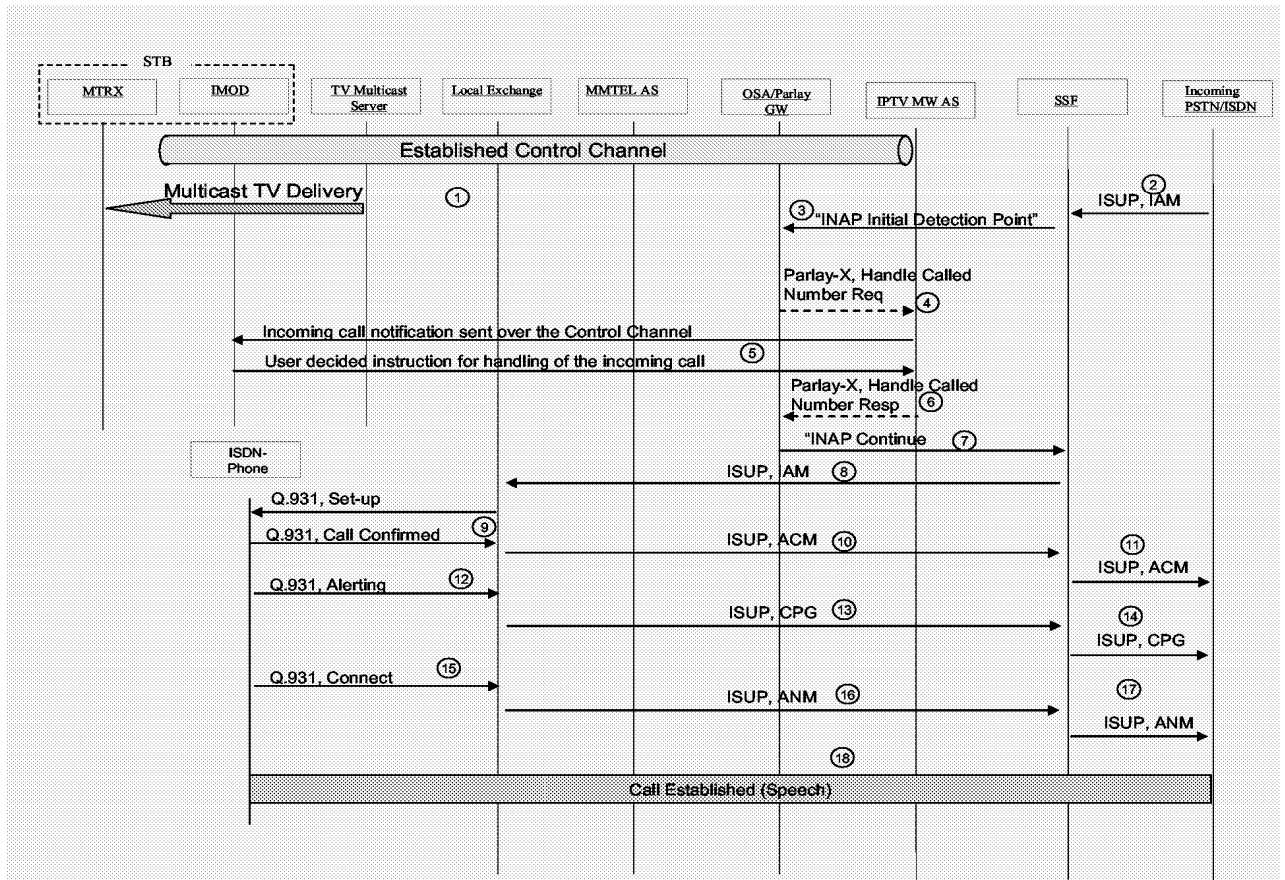 STB
MTRX
IMOD
TV Multicast
Server
Local Exchange
MMTEL AS
OSA/Parlay
GW
IPTV MW AS
SSF
Incoming
PSTN/ISDN
Established Control Channel
Multicast TV Delivery
1
2
ISUP, IAM
3
"INAP Initial Detection Point"
Parlay-X, Handle Called
Number Req
4
Incoming call notification sent over the Control Channel
5
User decided instruction for handling of the incoming call
Parlay-X, Handle Called
Number Resp
6
"INAP Continue
7
ISDN-
Phone
ISUP, IAM
8
Q.931, Set-up
9
Q.931, Call Confirmed
ISUP, ACM
10
11
ISUP, ACM
Q.931, Alerting
12
ISUP, CPG
13
14
ISUP, CPG
Q.931, Connect
15
ISUP, ANM
16
17
ISUP, ANM
18
Call Established (Speech)